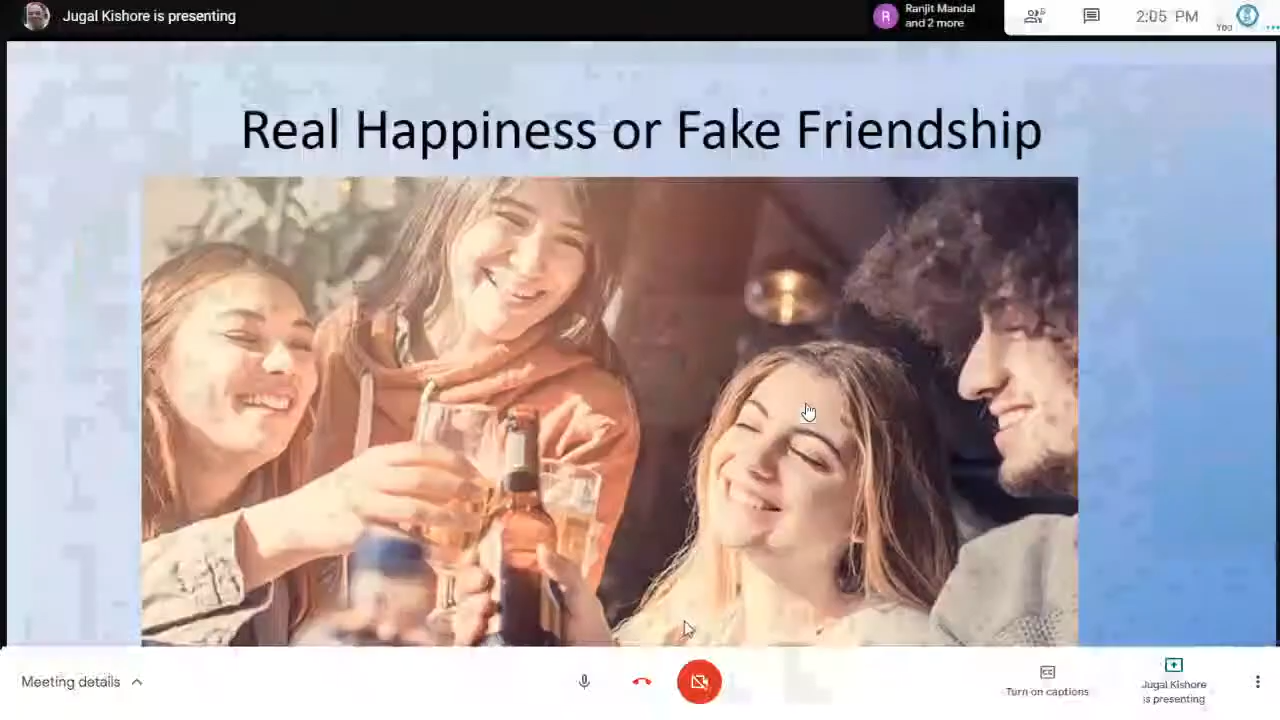 Jugal Kishore is presenting
R
Ranjit Mandal
and 2 more
2:05 PM
You
Real Happiness or Fake Friendship
Meeting details
CC
Turn on captions
Jugal Kishore
is presenting